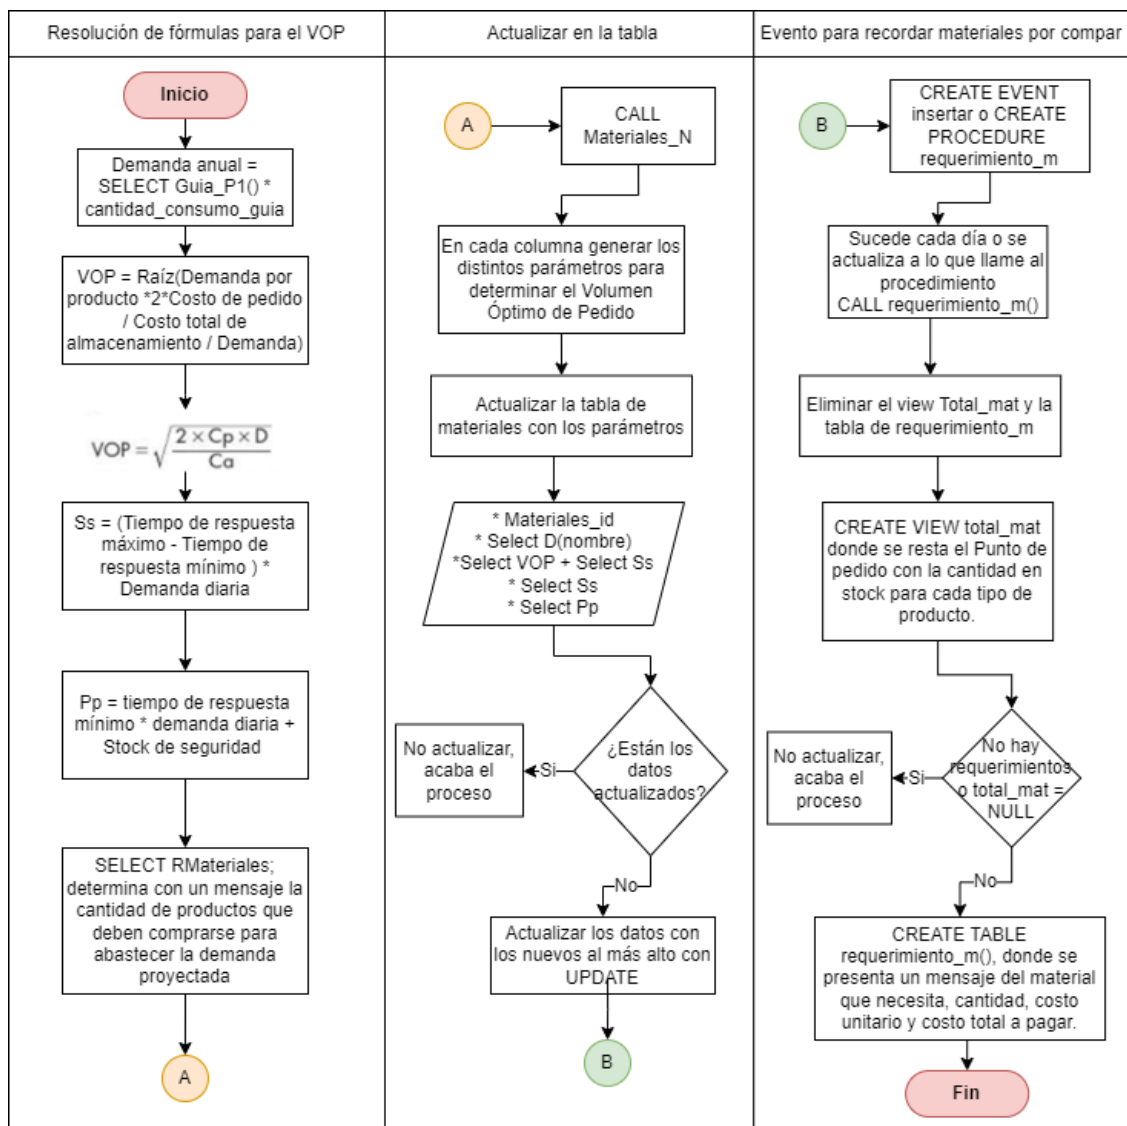 Resolución de fórmulas para el VOP
Inicio
Demanda anual =
SELECT Guia_P1() *
cantidad_consumo_guia
VOP = Raíz(Demanda por
producto *2*Costo de pedido
/ Costo total de
almacenamiento / Demanda)
VOP = √(2 × Cp × D / Ca)
Ss = (Tiempo de respuesta
máximo - Tiempo de
respuesta mínimo ) *
Demanda diaria
Pp = tiempo de respuesta
mínimo * demanda diaria +
Stock de seguridad
SELECT RMateriales;
determina con un mensaje la
cantidad de productos que
deben comprarse para
abastecer la demanda
proyectada
A
Actualizar en la tabla
A
CALL
Materiales_N
En cada columna generar los
distintos parámetros para
determinar el Volumen
Óptimo de Pedido
Actualizar la tabla de
materiales con los parámetros
* Materiales_id
* Select D(nombre)
*Select VOP + Select Ss
* Select Ss
* Select Pp
¿Están los
datos
actualizados?
Si
No actualizar,
acaba el
proceso
No
Actualizar los datos con
los nuevos al más alto con
UPDATE
B
Evento para recordar materiales por compar
B
CREATE EVENT
insertar o CREATE
PROCEDURE
requerimiento_m
Sucede cada día o se
actualiza a lo que llame al
procedimiento
CALL requerimiento_m()
Eliminar el view Total_mat y la
tabla de requerimiento_m
CREATE VIEW total_mat
donde se resta el Punto de
pedido con la cantidad en
stock para cada tipo de
producto.
No hay
requerimientos
o total_mat =
NULL
Si
No actualizar,
acaba el
proceso
No
CREATE TABLE
requerimiento_m(), donde se
presenta un mensaje del material
que necesita, cantidad, costo
unitario y costo total a pagar.
Fin